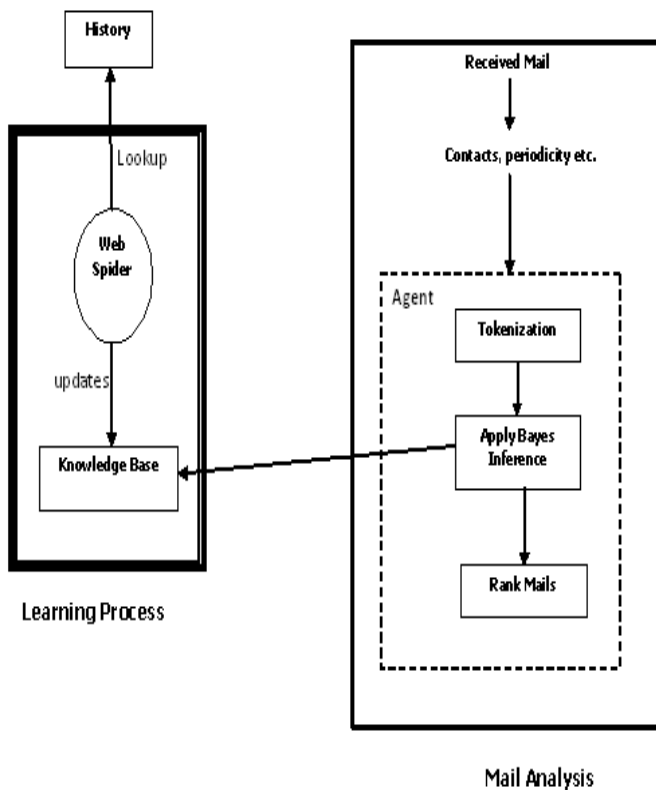 History
Lookup
Web
Spider
updates
Knowledge Base
Learning Process
Received Mail
Contacts, periodicity etc.
Agent
Tokenization
Apply Bayes
Inference
Rank Mails
Mail Analysis